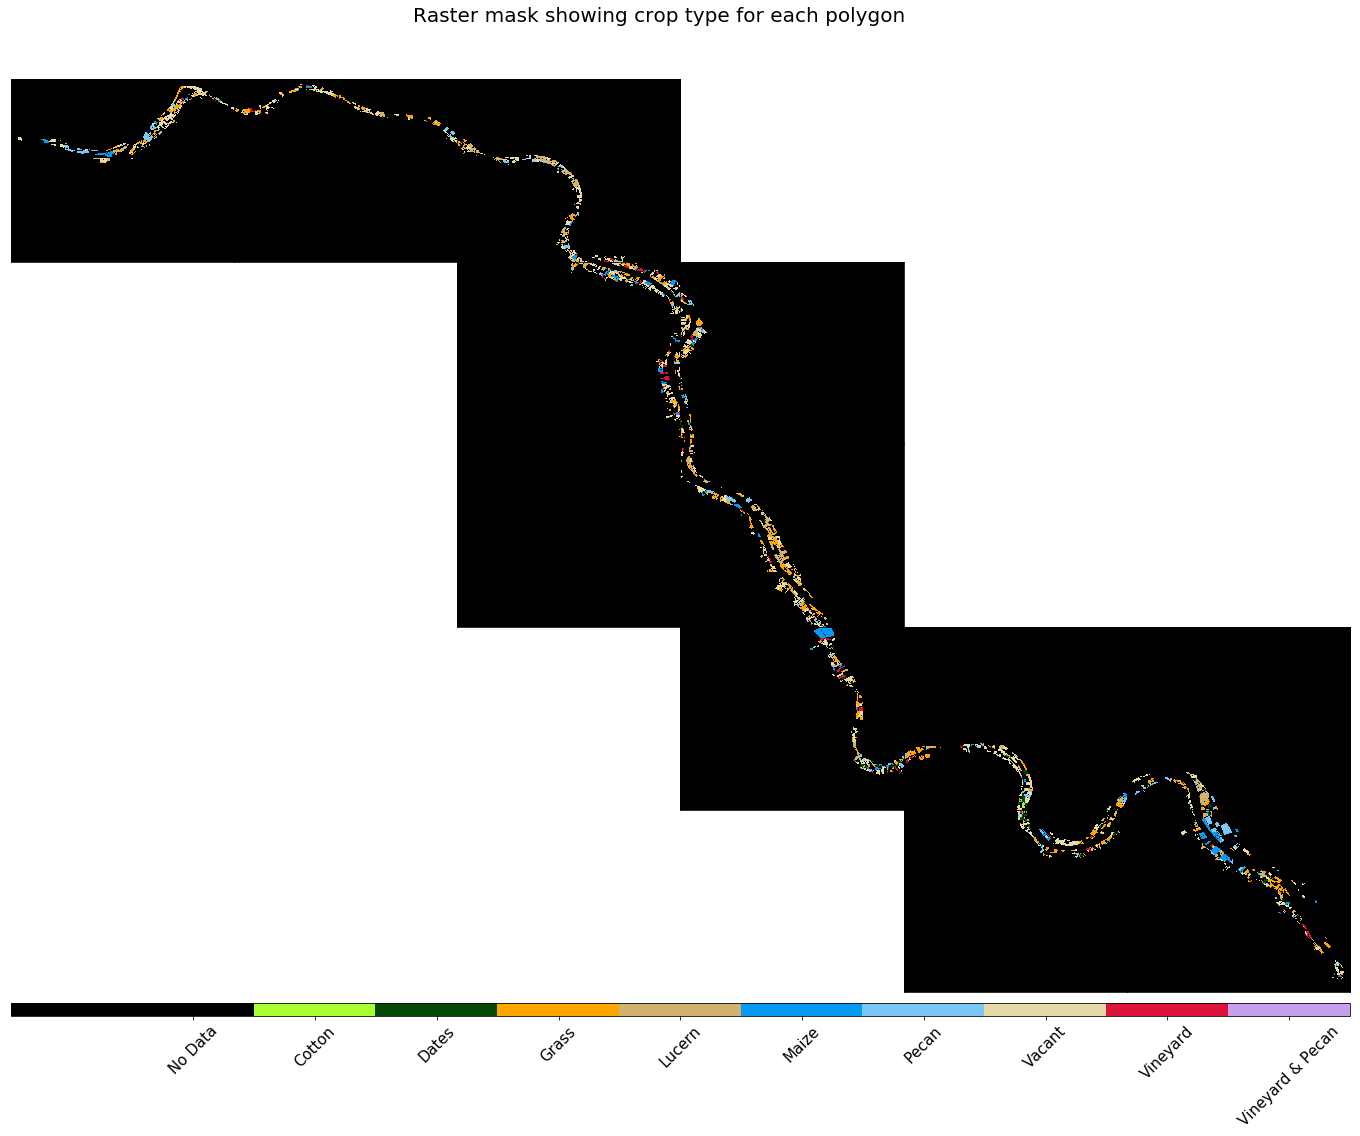 Raster mask showing crop type for each polygon
No Data
Cotton
Dates
Grass
Lucern
Maize
Pecan
Vacant
Vineyard
Vineyard & Pecan